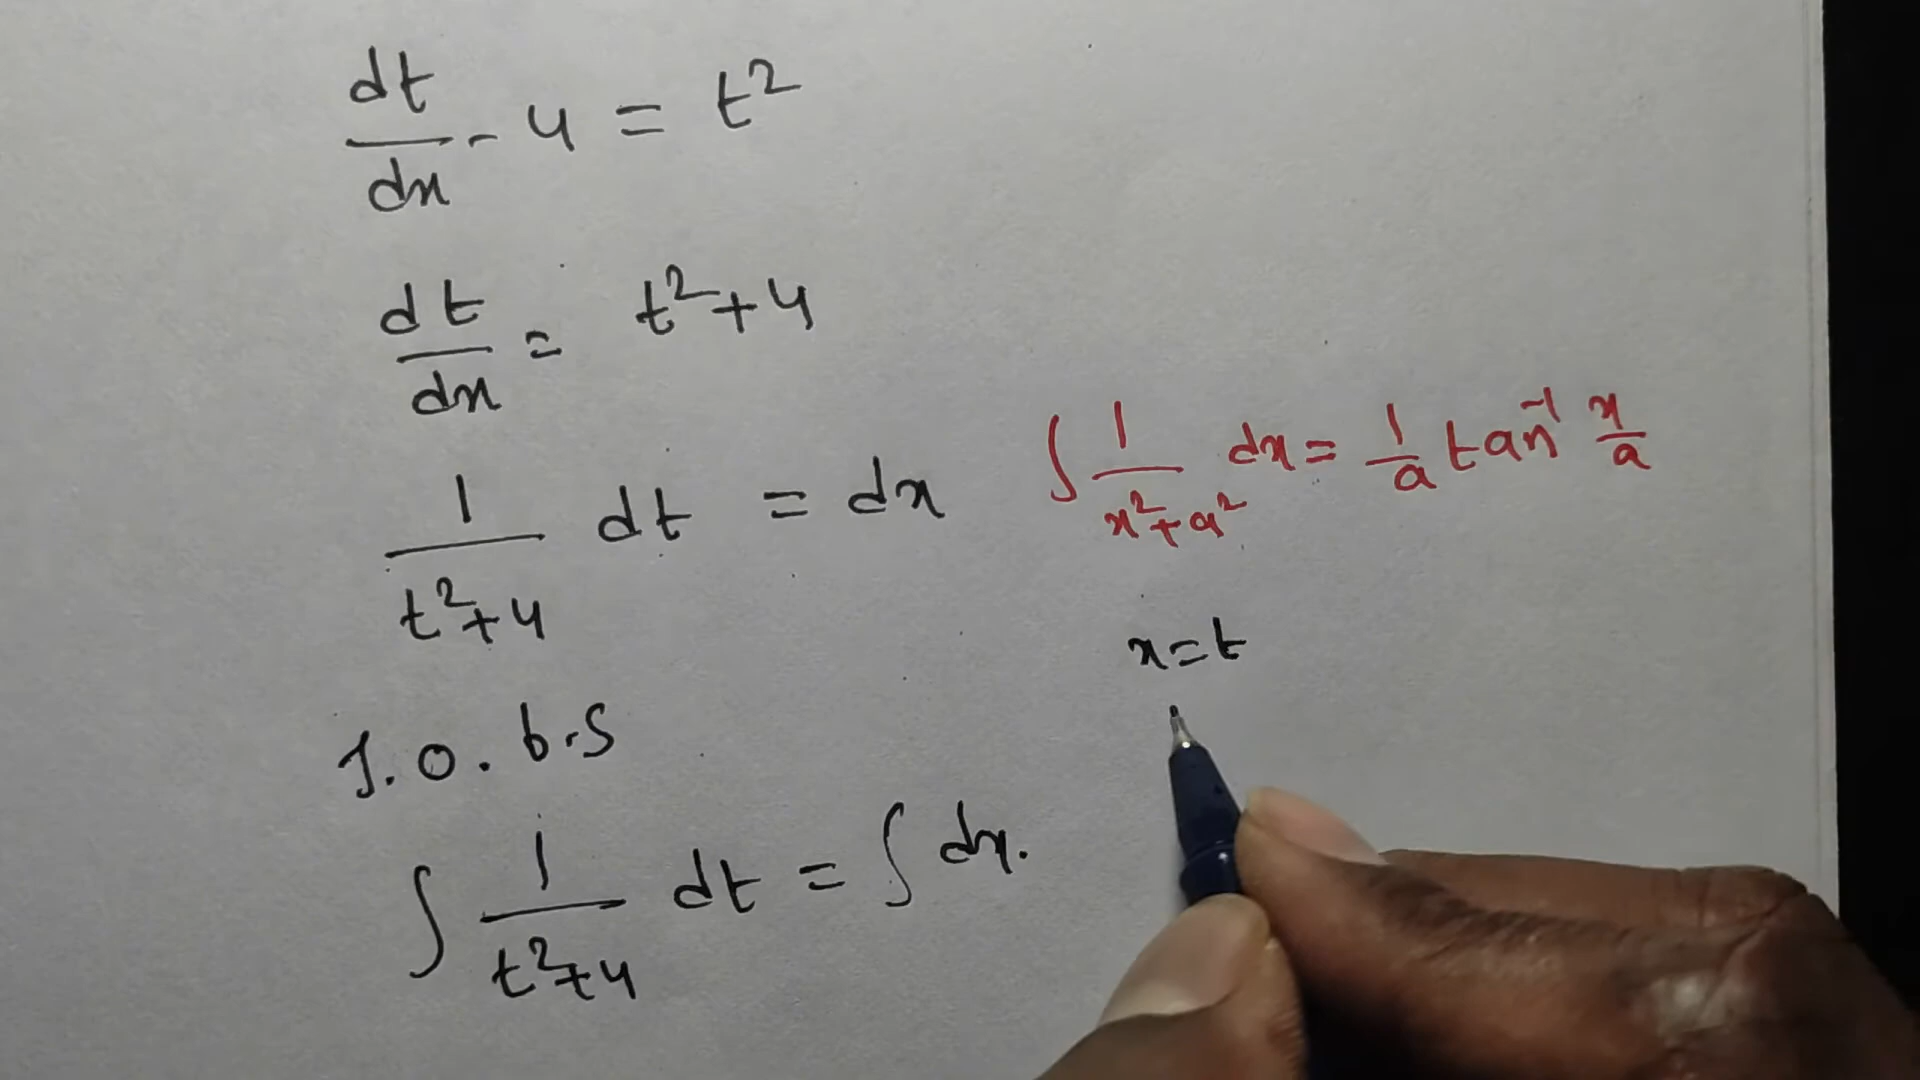 dt/dx - 4 = t²
dt/dx = t²+4
1/(t²+4) dt = dx
∫ 1/(x²+a²) dx = 1/a tan⁻¹ x/a
x=t
I.O.b.S
∫ 1/(t²+4) dt = ∫ dx.